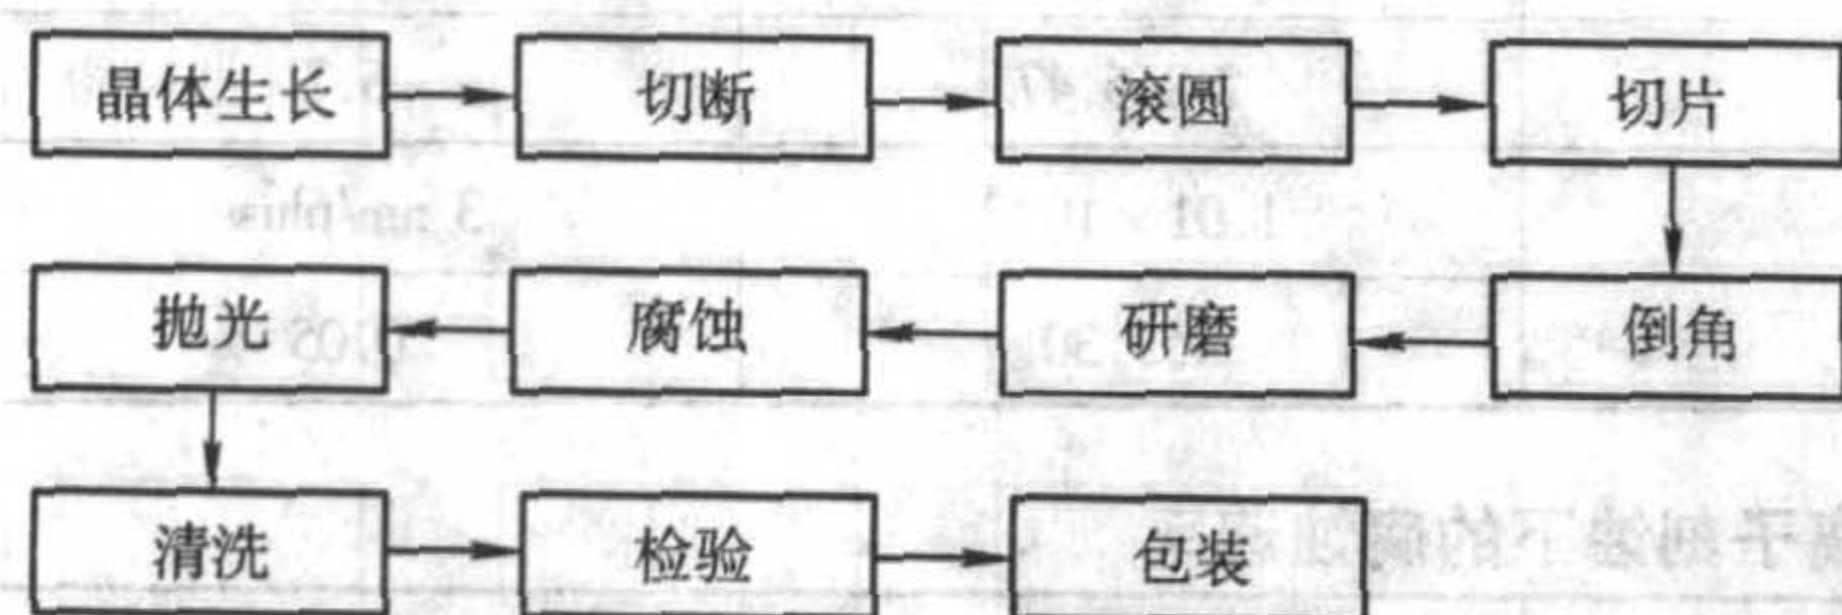 晶体生长 切断 滚圆 切片
抛光 腐蚀 研磨 倒角
清洗 检验 包装